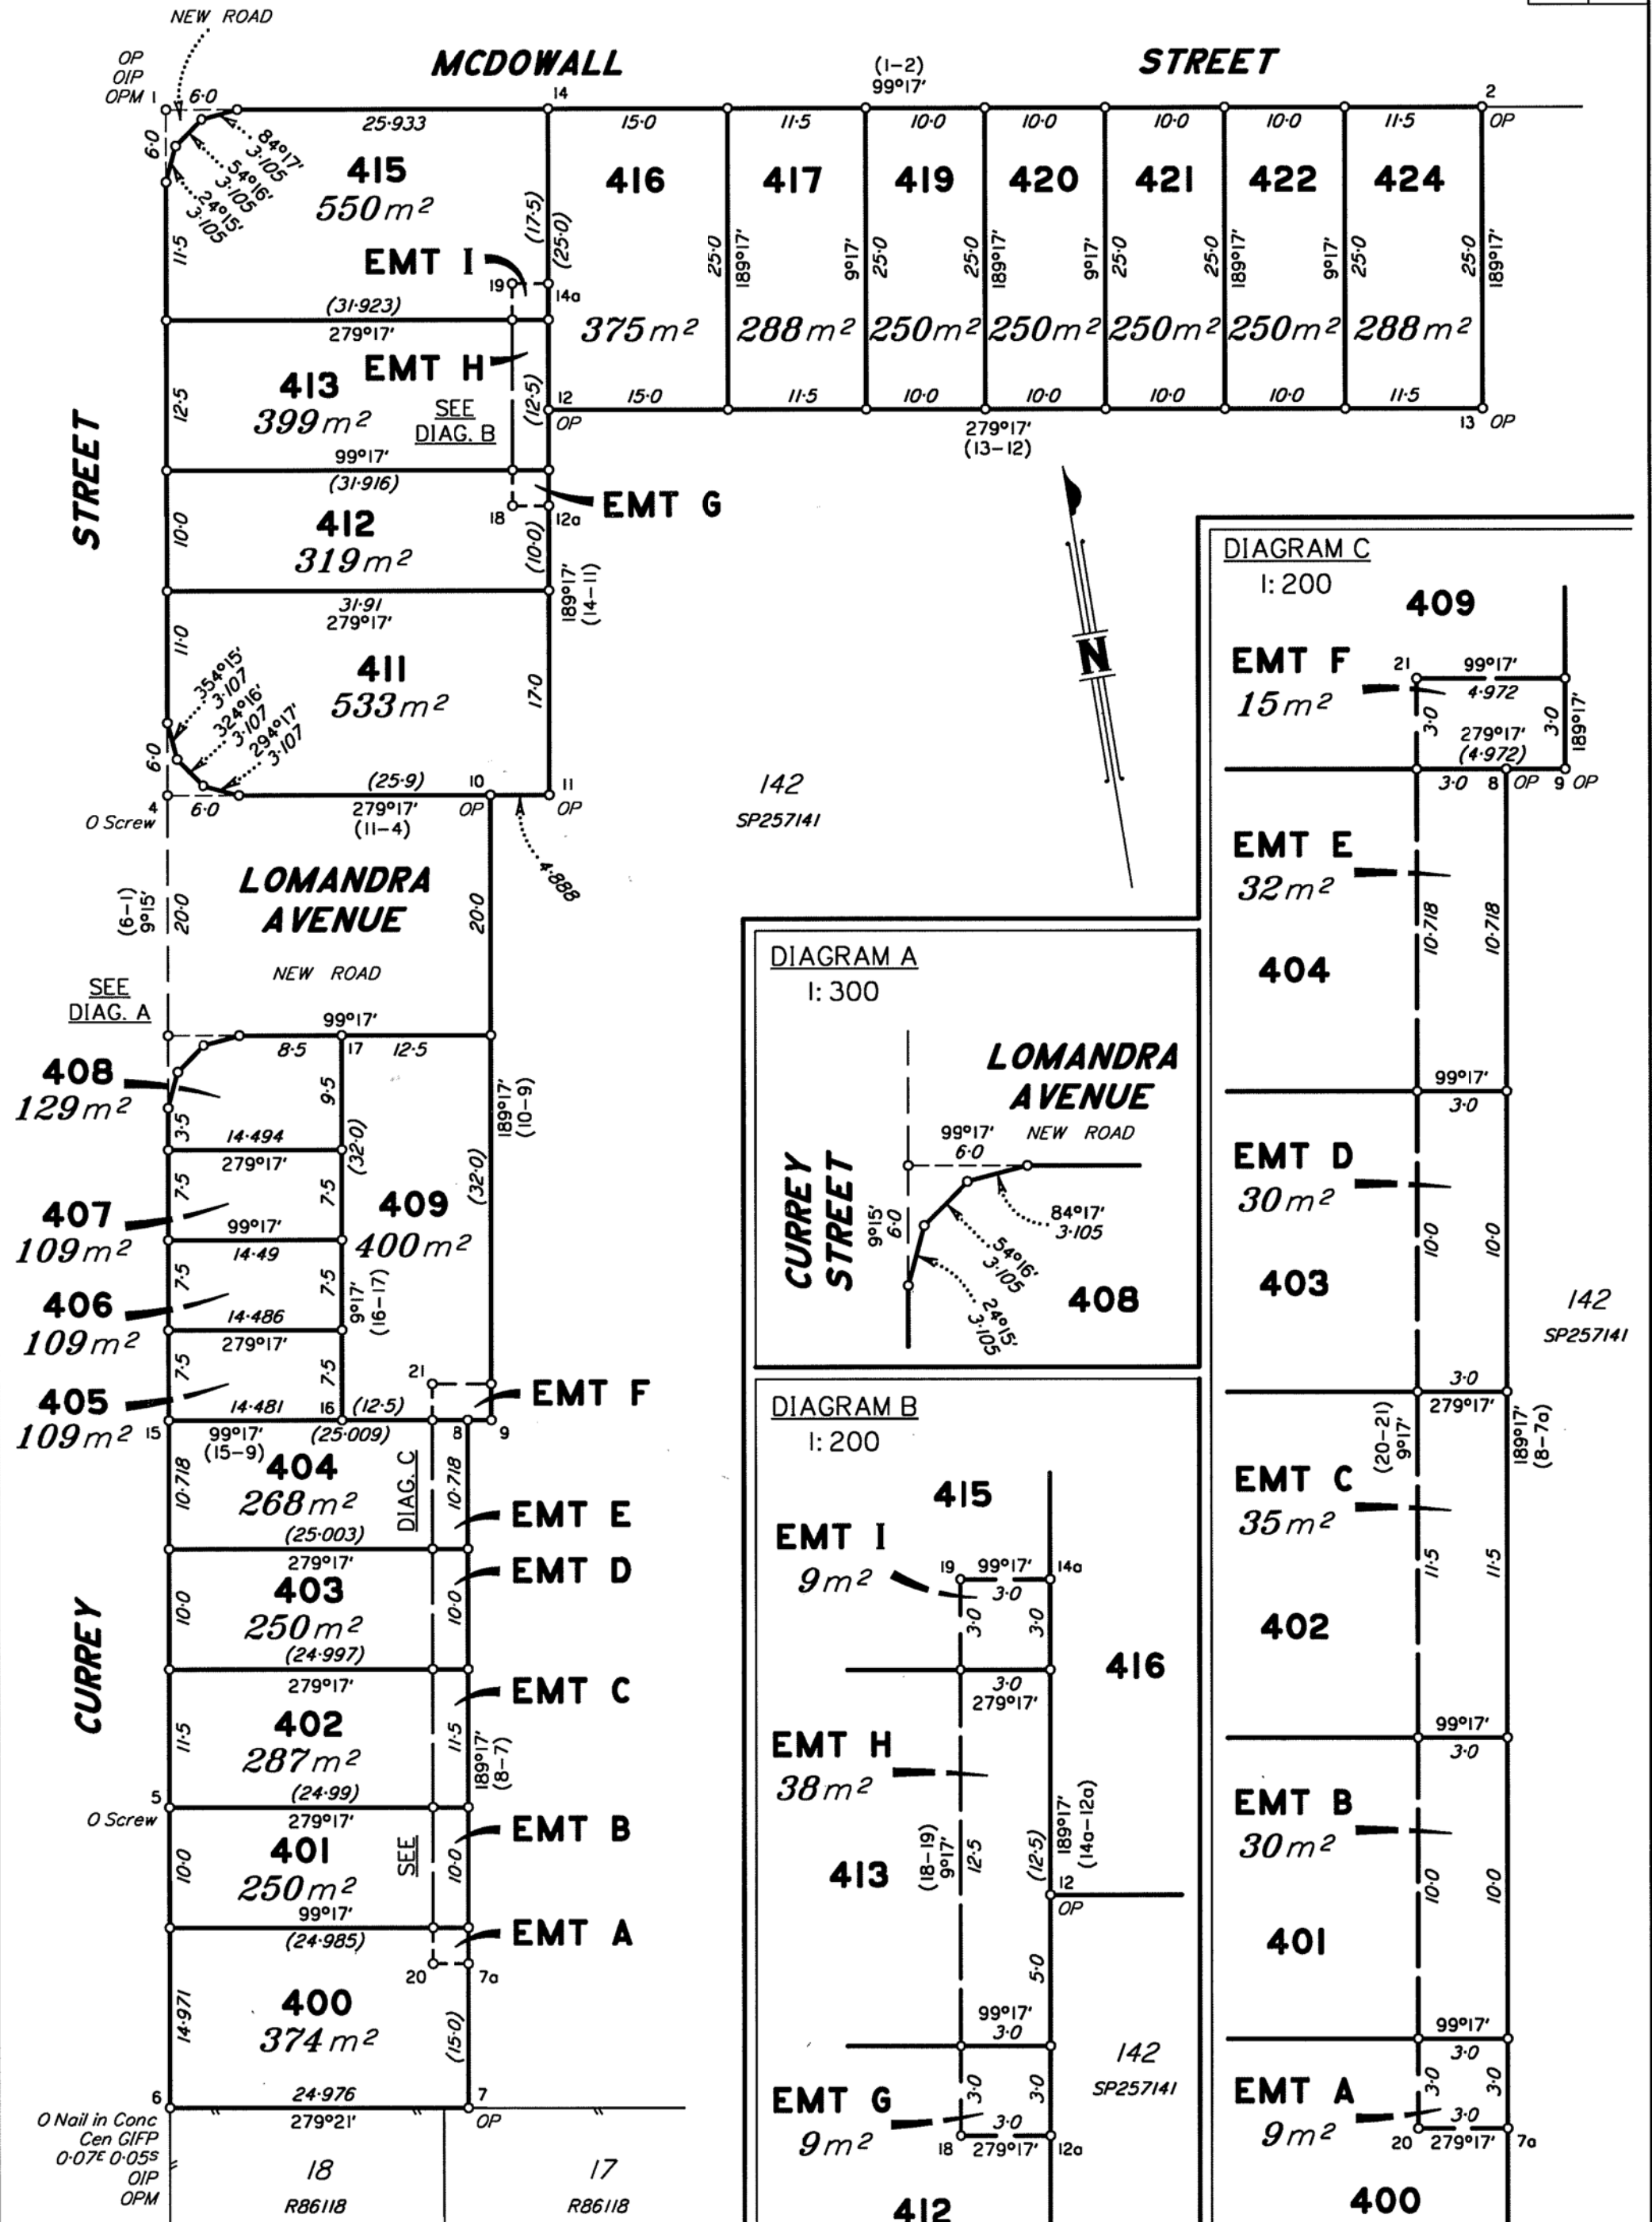 NEW ROAD
MCDOWALL STREET
(1-2)
99°17'
OP
OIP
OPM 1
6·0
25·933
14
15·0
11·5
10·0
10·0
10·0
10·0
11·5
2
OP
6·0
84°17'
3·105
54°16'
3·105
24°15'
3·105
415
550m²
(17·5)
(25·0)
416
417
419
420
421
422
424
11·5
EMT I
19
14a
25·0
189°17'
9°17'
25·0
25·0
189°17'
9°17'
25·0
25·0
189°17'
9°17'
25·0
25·0
189°17'
(31·923)
279°17'
375m²
288m²
250m²
250m²
250m²
250m²
288m²
EMT H
413
399m²
12·5
SEE
DIAG. B
(12·5)
12
OP
15·0
11·5
10·0
10·0
10·0
10·0
11·5
279°17'
(13-12)
13 OP
STREET
99°17'
(31·916)
EMT G
18
12a
412
319m²
10·0
(10·0)
189°17'
(14-11)
31·91
279°17'
11·0
411
533m²
17·0
354°15'
3·107
324°16'
3·107
294°17'
3·107
6·0
(25·9)
10
11
4
O Screw
6·0
279°17'
(11-4)
OP
OP
4·888
N
142
SP257141
LOMANDRA
AVENUE
(6-1)
9°15'
20·0
20·0
NEW ROAD
SEE
DIAG. A
99°17'
8·5
17
12·5
408
129m²
3·5
9·5
14·494
279°17'
(32·0)
189°17'
(10-9)
(32·0)
407
109m²
7·5
7·5
99°17'
14·49
409
400m²
406
109m²
7·5
7·5
9°17'
(16-17)
14·486
279°17'
405
109m²
7·5
7·5
21
EMT F
14·481
16
(12·5)
15
99°17'
(15-9)
(25·009)
8
9
404
268m²
10·718
DIAG. C
10·718
EMT E
(25·003)
279°17'
EMT D
403
250m²
10·0
10·0
(24·997)
279°17'
EMT C
CURREY
402
287m²
11·5
11·5
189°17'
(8-7)
(24·99)
5
O Screw
279°17'
EMT B
401
250m²
10·0
SEE
10·0
99°17'
(24·985)
EMT A
20
7a
400
374m²
14·971
(15·0)
6
24·976
7
279°21'
OP
O Nail in Conc
Cen GIFP
0·07E 0·05S
OIP
OPM
18
R86118
17
R86118
DIAGRAM A
1:300
LOMANDRA
AVENUE
NEW ROAD
CURREY
STREET
99°17'
6·0
9°15'
6·0
84°17'
3·105
54°16'
3·105
24°15'
3·105
408
DIAGRAM B
1:200
415
EMT I
9m²
19
99°17'
14a
3·0
3·0
3·0
416
3·0
279°17'
EMT H
38m²
413
(18-19)
9°17'
12·5
(12·5)
189°17'
(14a-12a)
12
OP
5·0
99°17'
3·0
142
SP257141
EMT G
9m²
3·0
3·0
3·0
18
279°17'
12a
412
DIAGRAM C
1:200
409
EMT F
15m²
21
99°17'
4·972
3·0
3·0
189°17'
279°17'
(4·972)
3·0
8
OP
9 OP
EMT E
32m²
10·718
10·718
404
99°17'
3·0
EMT D
30m²
10·0
10·0
403
142
SP257141
3·0
279°17'
(20-21)
9°17'
189°17'
(8-7a)
EMT C
35m²
11·5
11·5
402
99°17'
3·0
EMT B
30m²
10·0
10·0
401
99°17'
3·0
EMT A
9m²
3·0
3·0
3·0
20
279°17'
7a
400